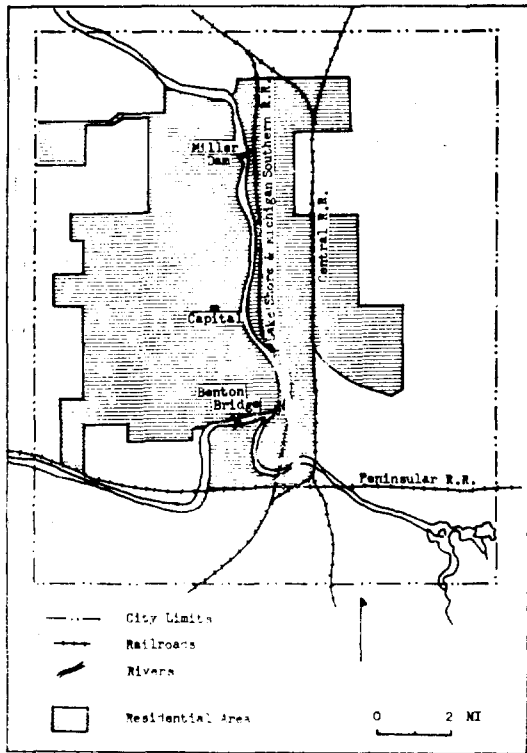 Miller
Dam
Lake Shore & Michigan Southern R.R.
Central R.R.
Capital
Benton
Bridge
Peninsular R.R.
City Limits
Railroads
Rivers
Residential Area
0 2 MI